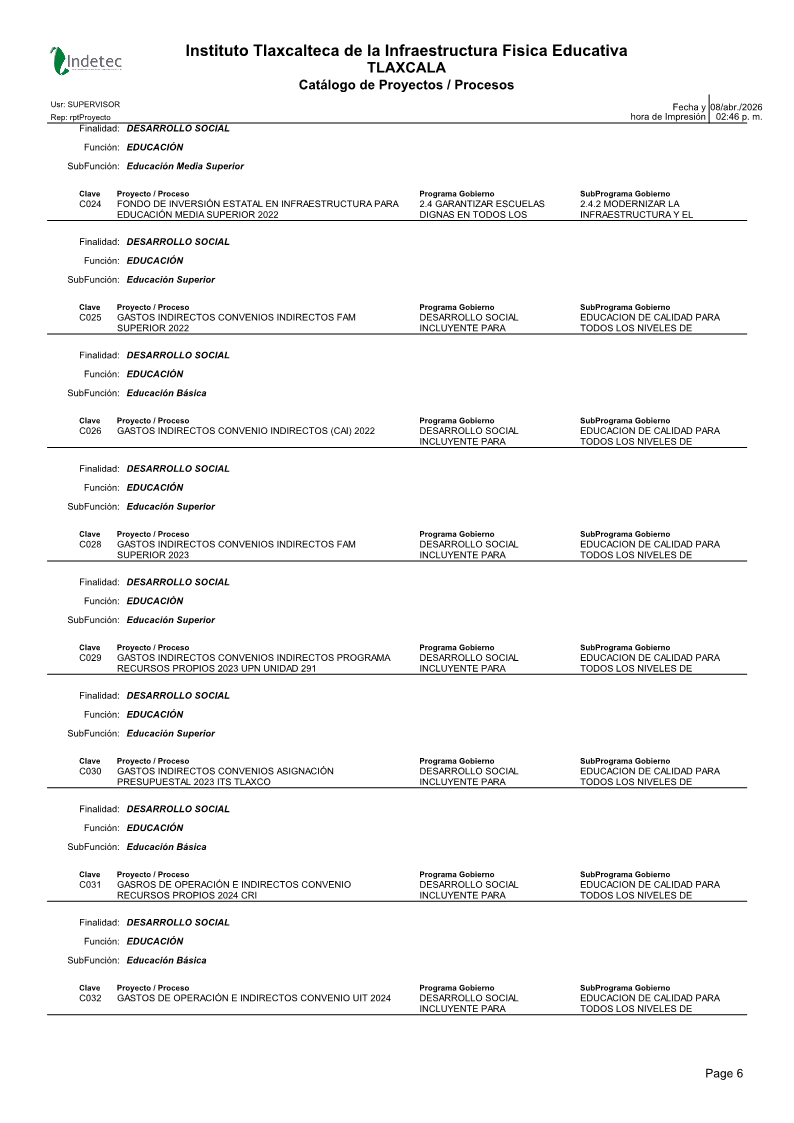 Indetec
Instituto Tlaxcalteca de la Infraestructura Fisica Educativa
TLAXCALA
Catálogo de Proyectos / Procesos
Usr: SUPERVISOR
Rep: rptProyecto
Fecha y 08/abr./2026
hora de Impresión 02:46 p. m.
Finalidad: DESARROLLO SOCIAL
Función: EDUCACIÓN
SubFunción: Educación Media Superior
Clave Proyecto / Proceso Programa Gobierno SubPrograma Gobierno
C024 FONDO DE INVERSIÓN ESTATAL EN INFRAESTRUCTURA PARA 2.4 GARANTIZAR ESCUELAS 2.4.2 MODERNIZAR LA
EDUCACIÓN MEDIA SUPERIOR 2022 DIGNAS EN TODOS LOS INFRAESTRUCTURA Y EL
Finalidad: DESARROLLO SOCIAL
Función: EDUCACIÓN
SubFunción: Educación Superior
Clave Proyecto / Proceso Programa Gobierno SubPrograma Gobierno
C025 GASTOS INDIRECTOS CONVENIOS INDIRECTOS FAM DESARROLLO SOCIAL EDUCACION DE CALIDAD PARA
SUPERIOR 2022 INCLUYENTE PARA TODOS LOS NIVELES DE
Finalidad: DESARROLLO SOCIAL
Función: EDUCACIÓN
SubFunción: Educación Básica
Clave Proyecto / Proceso Programa Gobierno SubPrograma Gobierno
C026 GASTOS INDIRECTOS CONVENIO INDIRECTOS (CAI) 2022 DESARROLLO SOCIAL EDUCACION DE CALIDAD PARA
INCLUYENTE PARA TODOS LOS NIVELES DE
Finalidad: DESARROLLO SOCIAL
Función: EDUCACIÓN
SubFunción: Educación Superior
Clave Proyecto / Proceso Programa Gobierno SubPrograma Gobierno
C028 GASTOS INDIRECTOS CONVENIOS INDIRECTOS FAM DESARROLLO SOCIAL EDUCACION DE CALIDAD PARA
SUPERIOR 2023 INCLUYENTE PARA TODOS LOS NIVELES DE
Finalidad: DESARROLLO SOCIAL
Función: EDUCACIÓN
SubFunción: Educación Superior
Clave Proyecto / Proceso Programa Gobierno SubPrograma Gobierno
C029 GASTOS INDIRECTOS CONVENIOS INDIRECTOS PROGRAMA DESARROLLO SOCIAL EDUCACION DE CALIDAD PARA
RECURSOS PROPIOS 2023 UPN UNIDAD 291 INCLUYENTE PARA TODOS LOS NIVELES DE
Finalidad: DESARROLLO SOCIAL
Función: EDUCACIÓN
SubFunción: Educación Superior
Clave Proyecto / Proceso Programa Gobierno SubPrograma Gobierno
C030 GASTOS INDIRECTOS CONVENIOS ASIGNACIÓN DESARROLLO SOCIAL EDUCACION DE CALIDAD PARA
PRESUPUESTAL 2023 ITS TLAXCO INCLUYENTE PARA TODOS LOS NIVELES DE
Finalidad: DESARROLLO SOCIAL
Función: EDUCACIÓN
SubFunción: Educación Básica
Clave Proyecto / Proceso Programa Gobierno SubPrograma Gobierno
C031 GASROS DE OPERACIÓN E INDIRECTOS CONVENIO DESARROLLO SOCIAL EDUCACION DE CALIDAD PARA
RECURSOS PROPIOS 2024 CRI INCLUYENTE PARA TODOS LOS NIVELES DE
Finalidad: DESARROLLO SOCIAL
Función: EDUCACIÓN
SubFunción: Educación Básica
Clave Proyecto / Proceso Programa Gobierno SubPrograma Gobierno
C032 GASTOS DE OPERACIÓN E INDIRECTOS CONVENIO UIT 2024 DESARROLLO SOCIAL EDUCACION DE CALIDAD PARA
INCLUYENTE PARA TODOS LOS NIVELES DE
Page 6